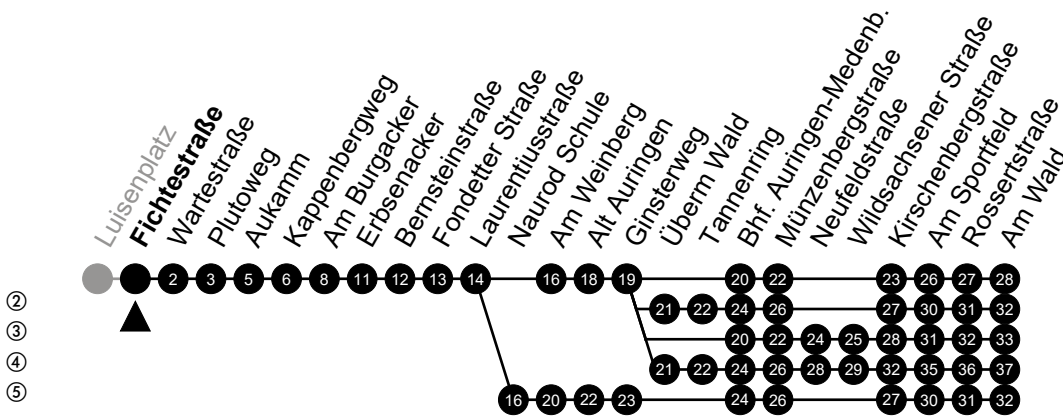 Luisenplatz
Fichtestraße
Wartestraße
Plutoweg
Aukamm
Kappenbergweg
Am Burgacker
Erbsenacker
Bernsteinstraße
Fondetter Straße
Laurentiusstraße
Naurod Schule
Am Weinberg
Alt Auringen
Ginsterweg
Überm Wald
Tannenring
Bhf. Auringen-Medenb.
Münzenbergstraße
Neufeldstraße
Wildsachsener Straße
Kirschenbergstraße
Am Sportfeld
Rossertstraße
Am Wald
2 3 5 6 8 11 12 13 14 16 18 19 20 22 23 26 27 28
② 21 22 24 26 27 30 31 32
③ 20 22 24 25 28 31 32 33
④ 21 22 24 26 28 29 32 35 36 37
⑤ 16 20 22 23 24 26 27 30 31 32